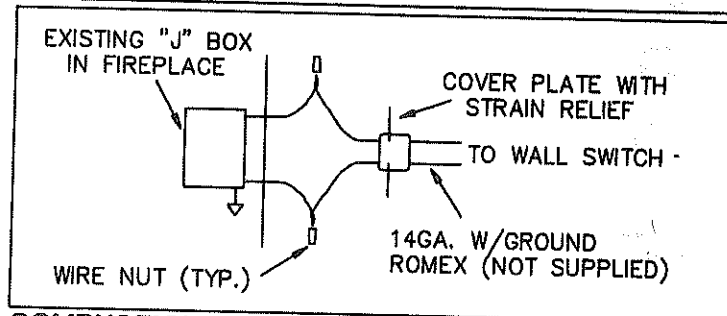 EXISTING "J" BOX
IN FIREPLACE
COVER PLATE WITH
STRAIN RELIEF
TO WALL SWITCH -
14GA. W/GROUND
ROMEX (NOT SUPPLIED)
WIRE NUT (TYP.)